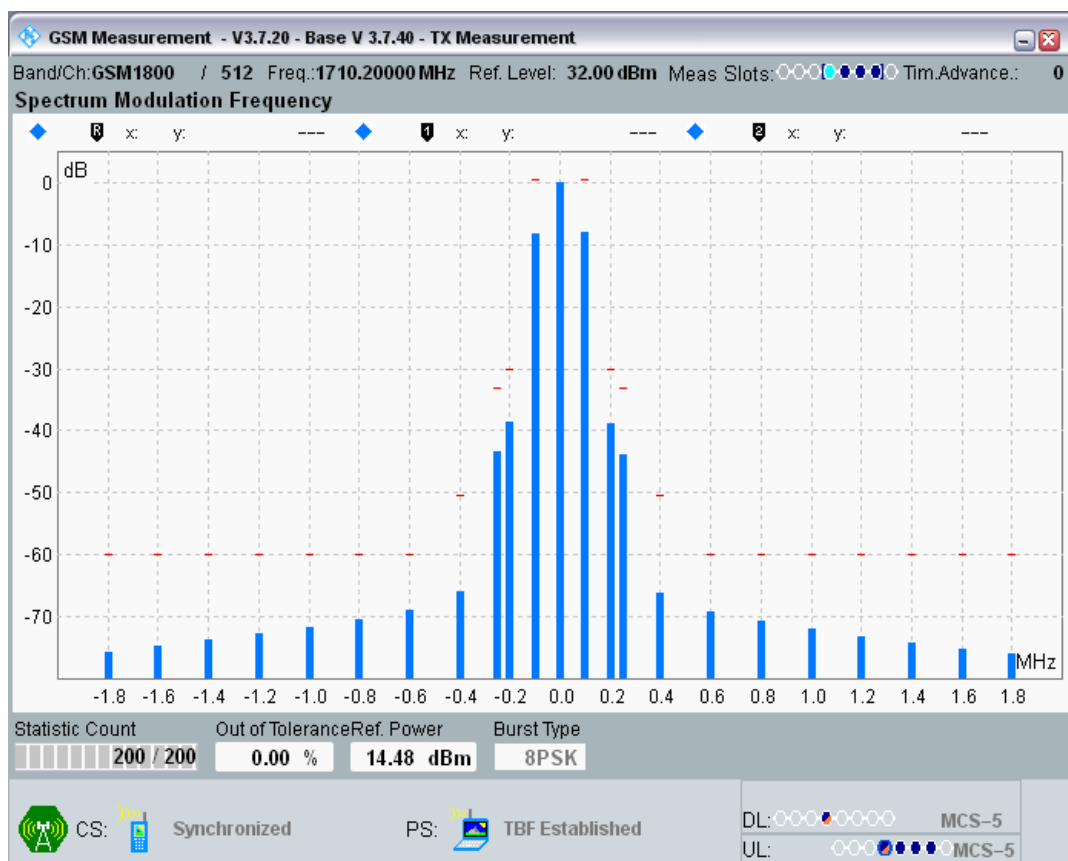 GSM Measurement - V3.7.20 - Base V 3.7.40 - TX Measurement
Band/Ch:GSM1800 / 512 Freq.:1710.20000 MHz Ref. Level: 32.00 dBm Meas Slots: Tim.Advance.: 0
Spectrum Modulation Frequency
R x: y: --- 1 x: y: --- 2 x: y: ---
dB
0
-10
-20
-30
-40
-50
-60
-70
MHz
-1.8 -1.6 -1.4 -1.2 -1.0 -0.8 -0.6 -0.4 -0.2 0.0 0.2 0.4 0.6 0.8 1.0 1.2 1.4 1.6 1.8
Statistic Count Out of Tolerance Ref. Power Burst Type
200 / 200 0.00 % 14.48 dBm 8PSK
CS: Synchronized PS: TBF Established
DL: MCS-5
UL: MCS-5